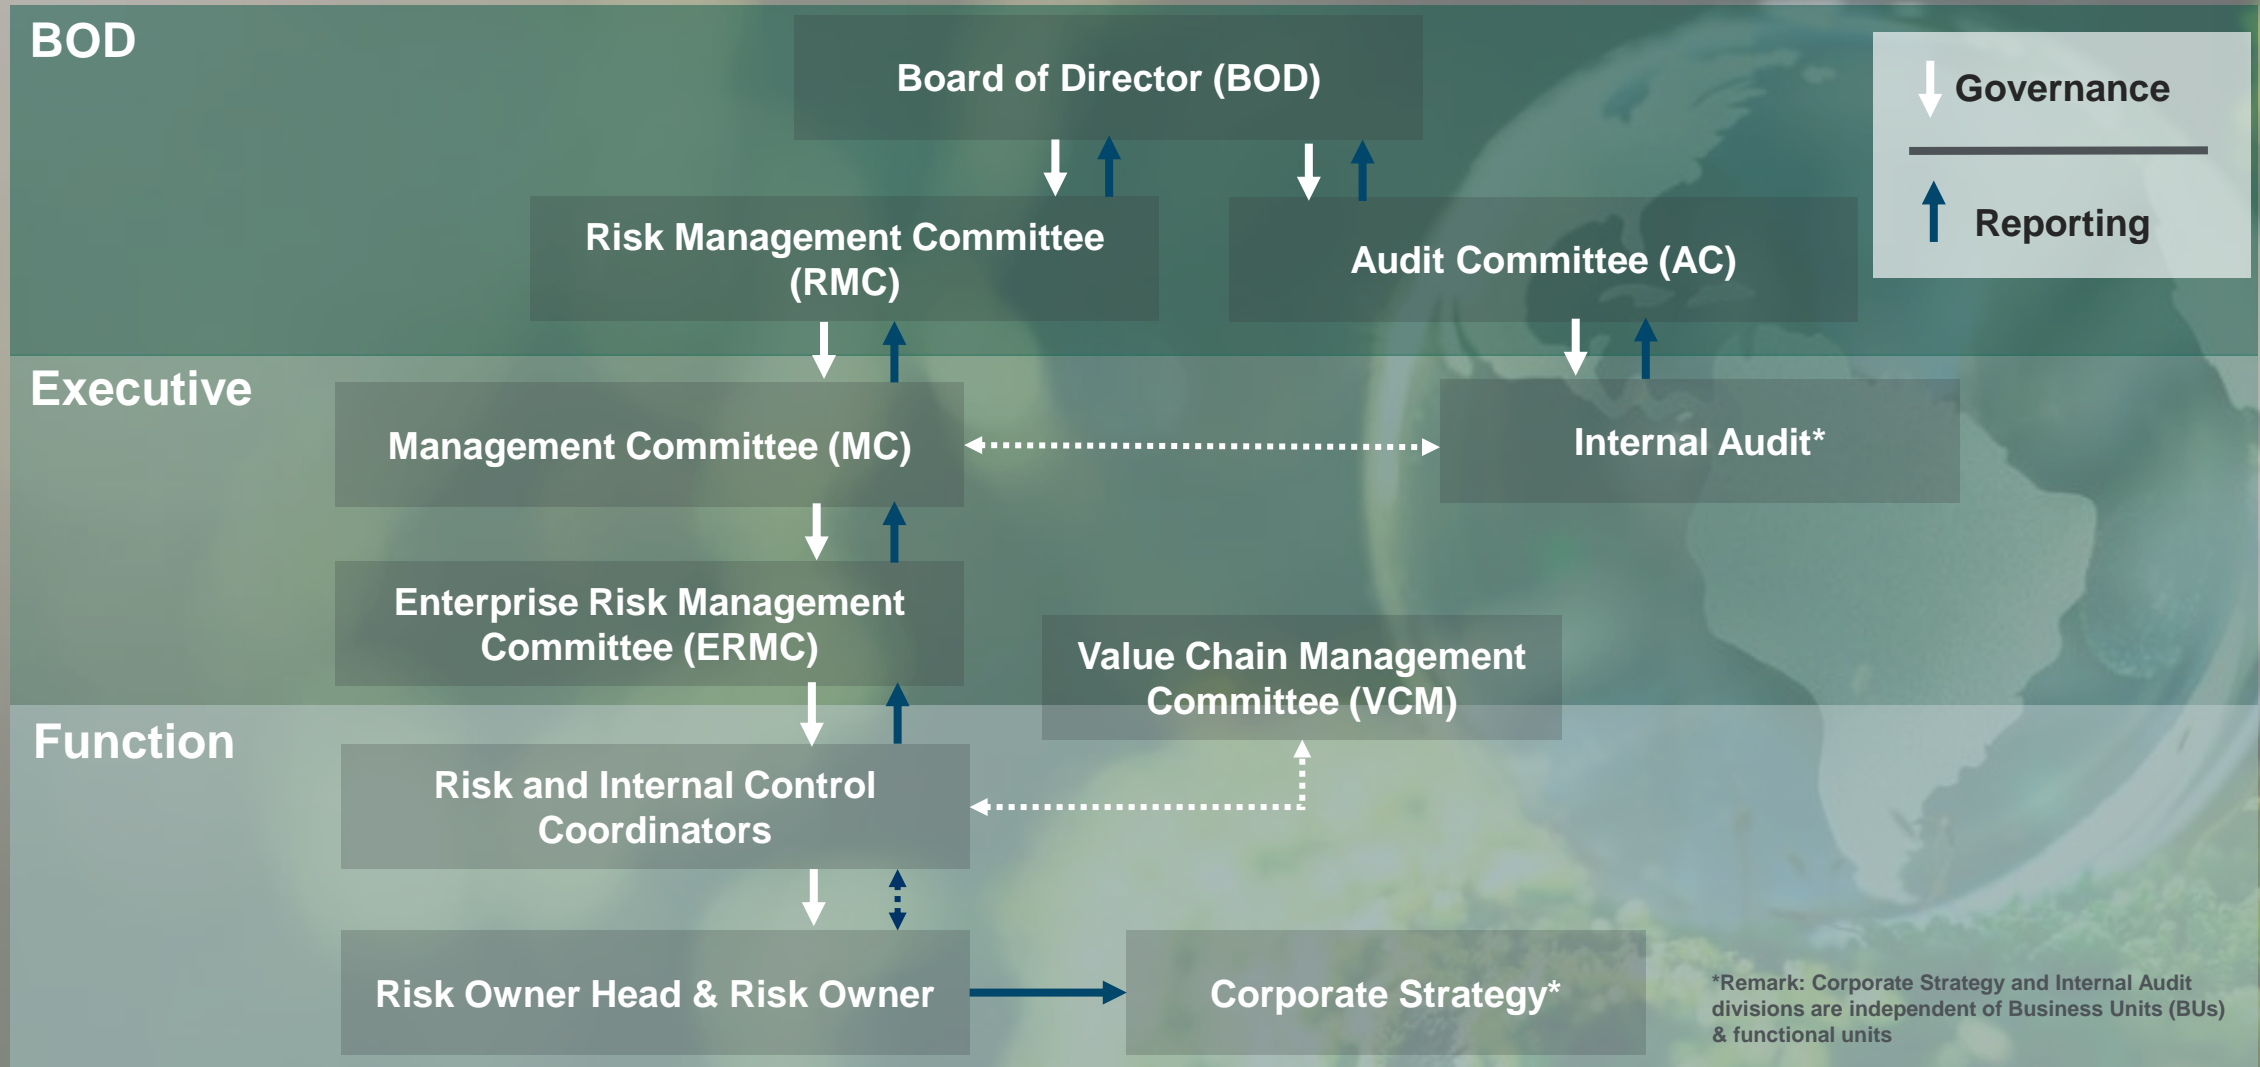 BOD
Board of Director (BOD)
Governance
Reporting
Risk Management Committee
(RMC)
Audit Committee (AC)
Executive
Management Committee (MC)
Internal Audit*
Enterprise Risk Management
Committee (ERMC)
Value Chain Management
Committee (VCM)
Function
Risk and Internal Control
Coordinators
Risk Owner Head & Risk Owner
Corporate Strategy*
*Remark: Corporate Strategy and Internal Audit
divisions are independent of Business Units (BUs)
& functional units